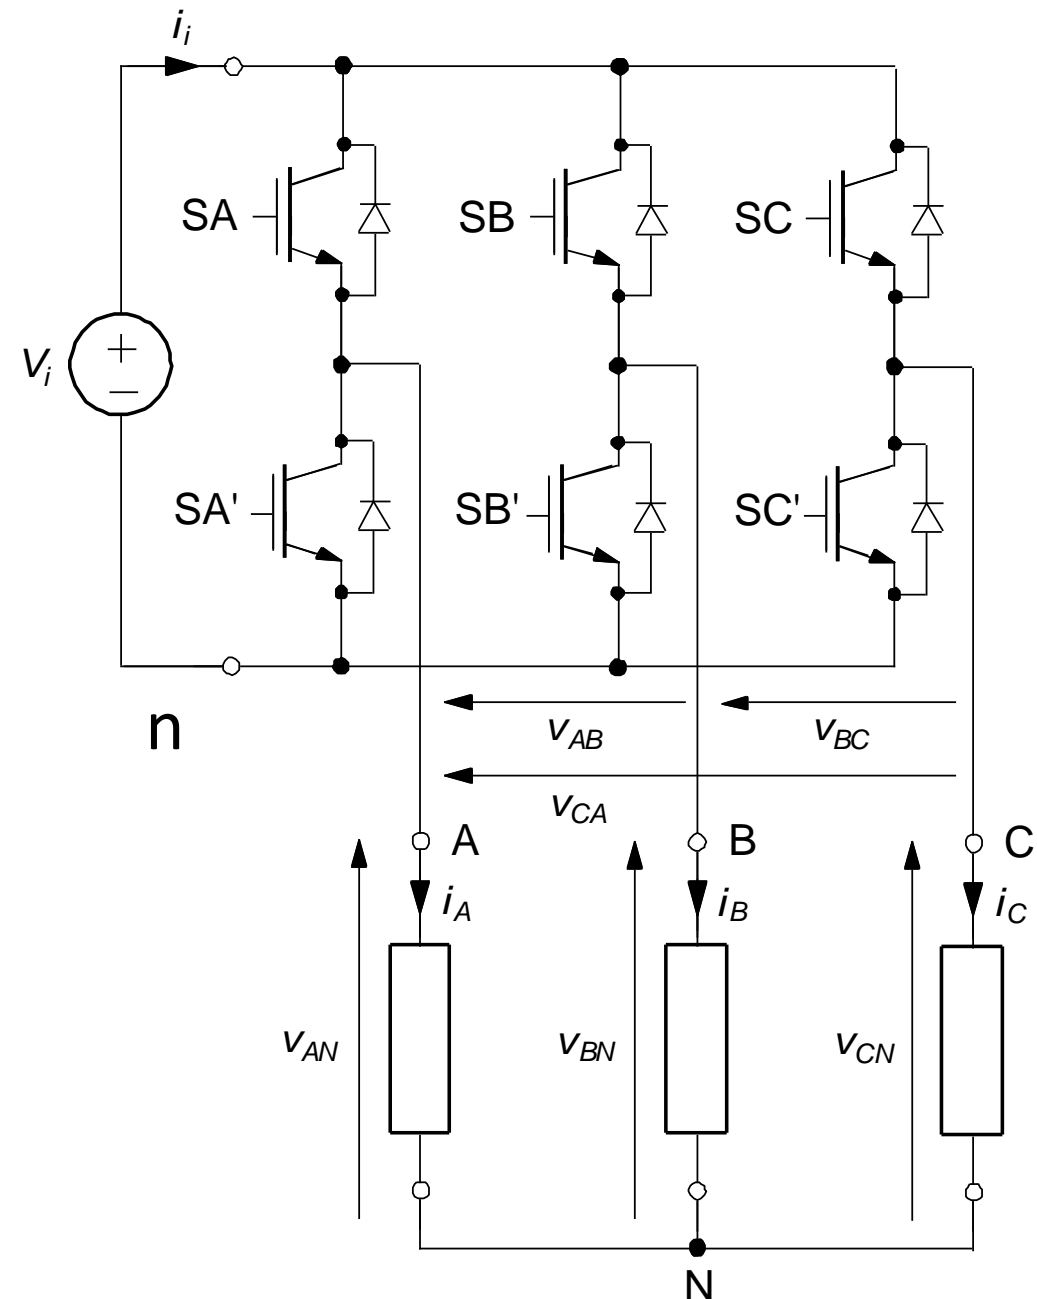 i_i
SA
SB
SC
+
V_i
−
SA'
SB'
SC'
n
v_AB
v_BC
v_CA
A
B
C
i_A
i_B
i_C
v_AN
v_BN
v_CN
N